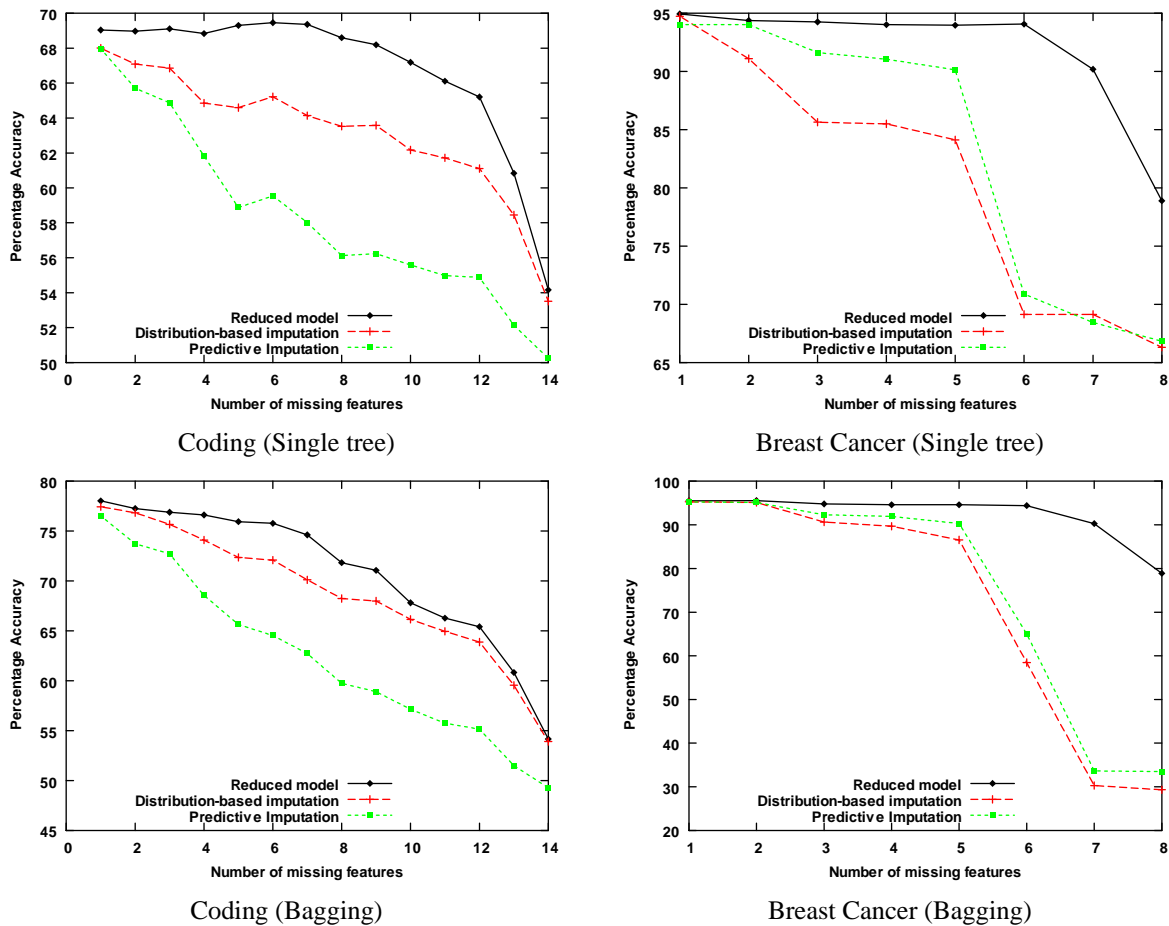 70
68
66
64
62
60
58
56
54
52
50
Percentage Accuracy
Reduced model
Distribution-based imputation
Predictive Imputation
0 2 4 6 8 10 12 14
Number of missing features
Coding (Single tree)
95
90
85
80
75
70
65
Percentage Accuracy
Reduced model
Distribution-based imputation
Predictive Imputation
1 2 3 4 5 6 7 8
Number of missing features
Breast Cancer (Single tree)
80
75
70
65
60
55
50
45
Percentage Accuracy
Reduced model
Distribution-based imputation
Predictive Imputation
0 2 4 6 8 10 12 14
Number of missing features
Coding (Bagging)
100
90
80
70
60
50
40
30
20
Percentage Accuracy
Reduced model
Distribution-based imputation
Predictive Imputation
1 2 3 4 5 6 7 8
Number of missing features
Breast Cancer (Bagging)